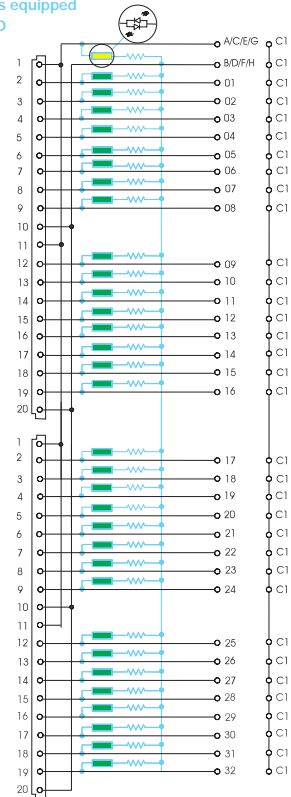 s equipped
A/C/E/G C1
1 B/D/F/H C1
2 01 C1
3 02 C1
4 03 C1
5 04 C1
6 05 C1
7 06 C1
8 07 C1
9 08 C1
10
11
12 09 C1
13 10 C1
14 11 C1
15 12 C1
16 13 C1
17 14 C1
18 15 C1
19 16 C1
20
1
2 17 C1
3 18 C1
4 19 C1
5 20 C1
6 21 C1
7 22 C1
8 23 C1
9 24 C1
10
11
12 25 C1
13 26 C1
14 27 C1
15 28 C1
16 29 C1
17 30 C1
18 31 C1
19 32 C1
20